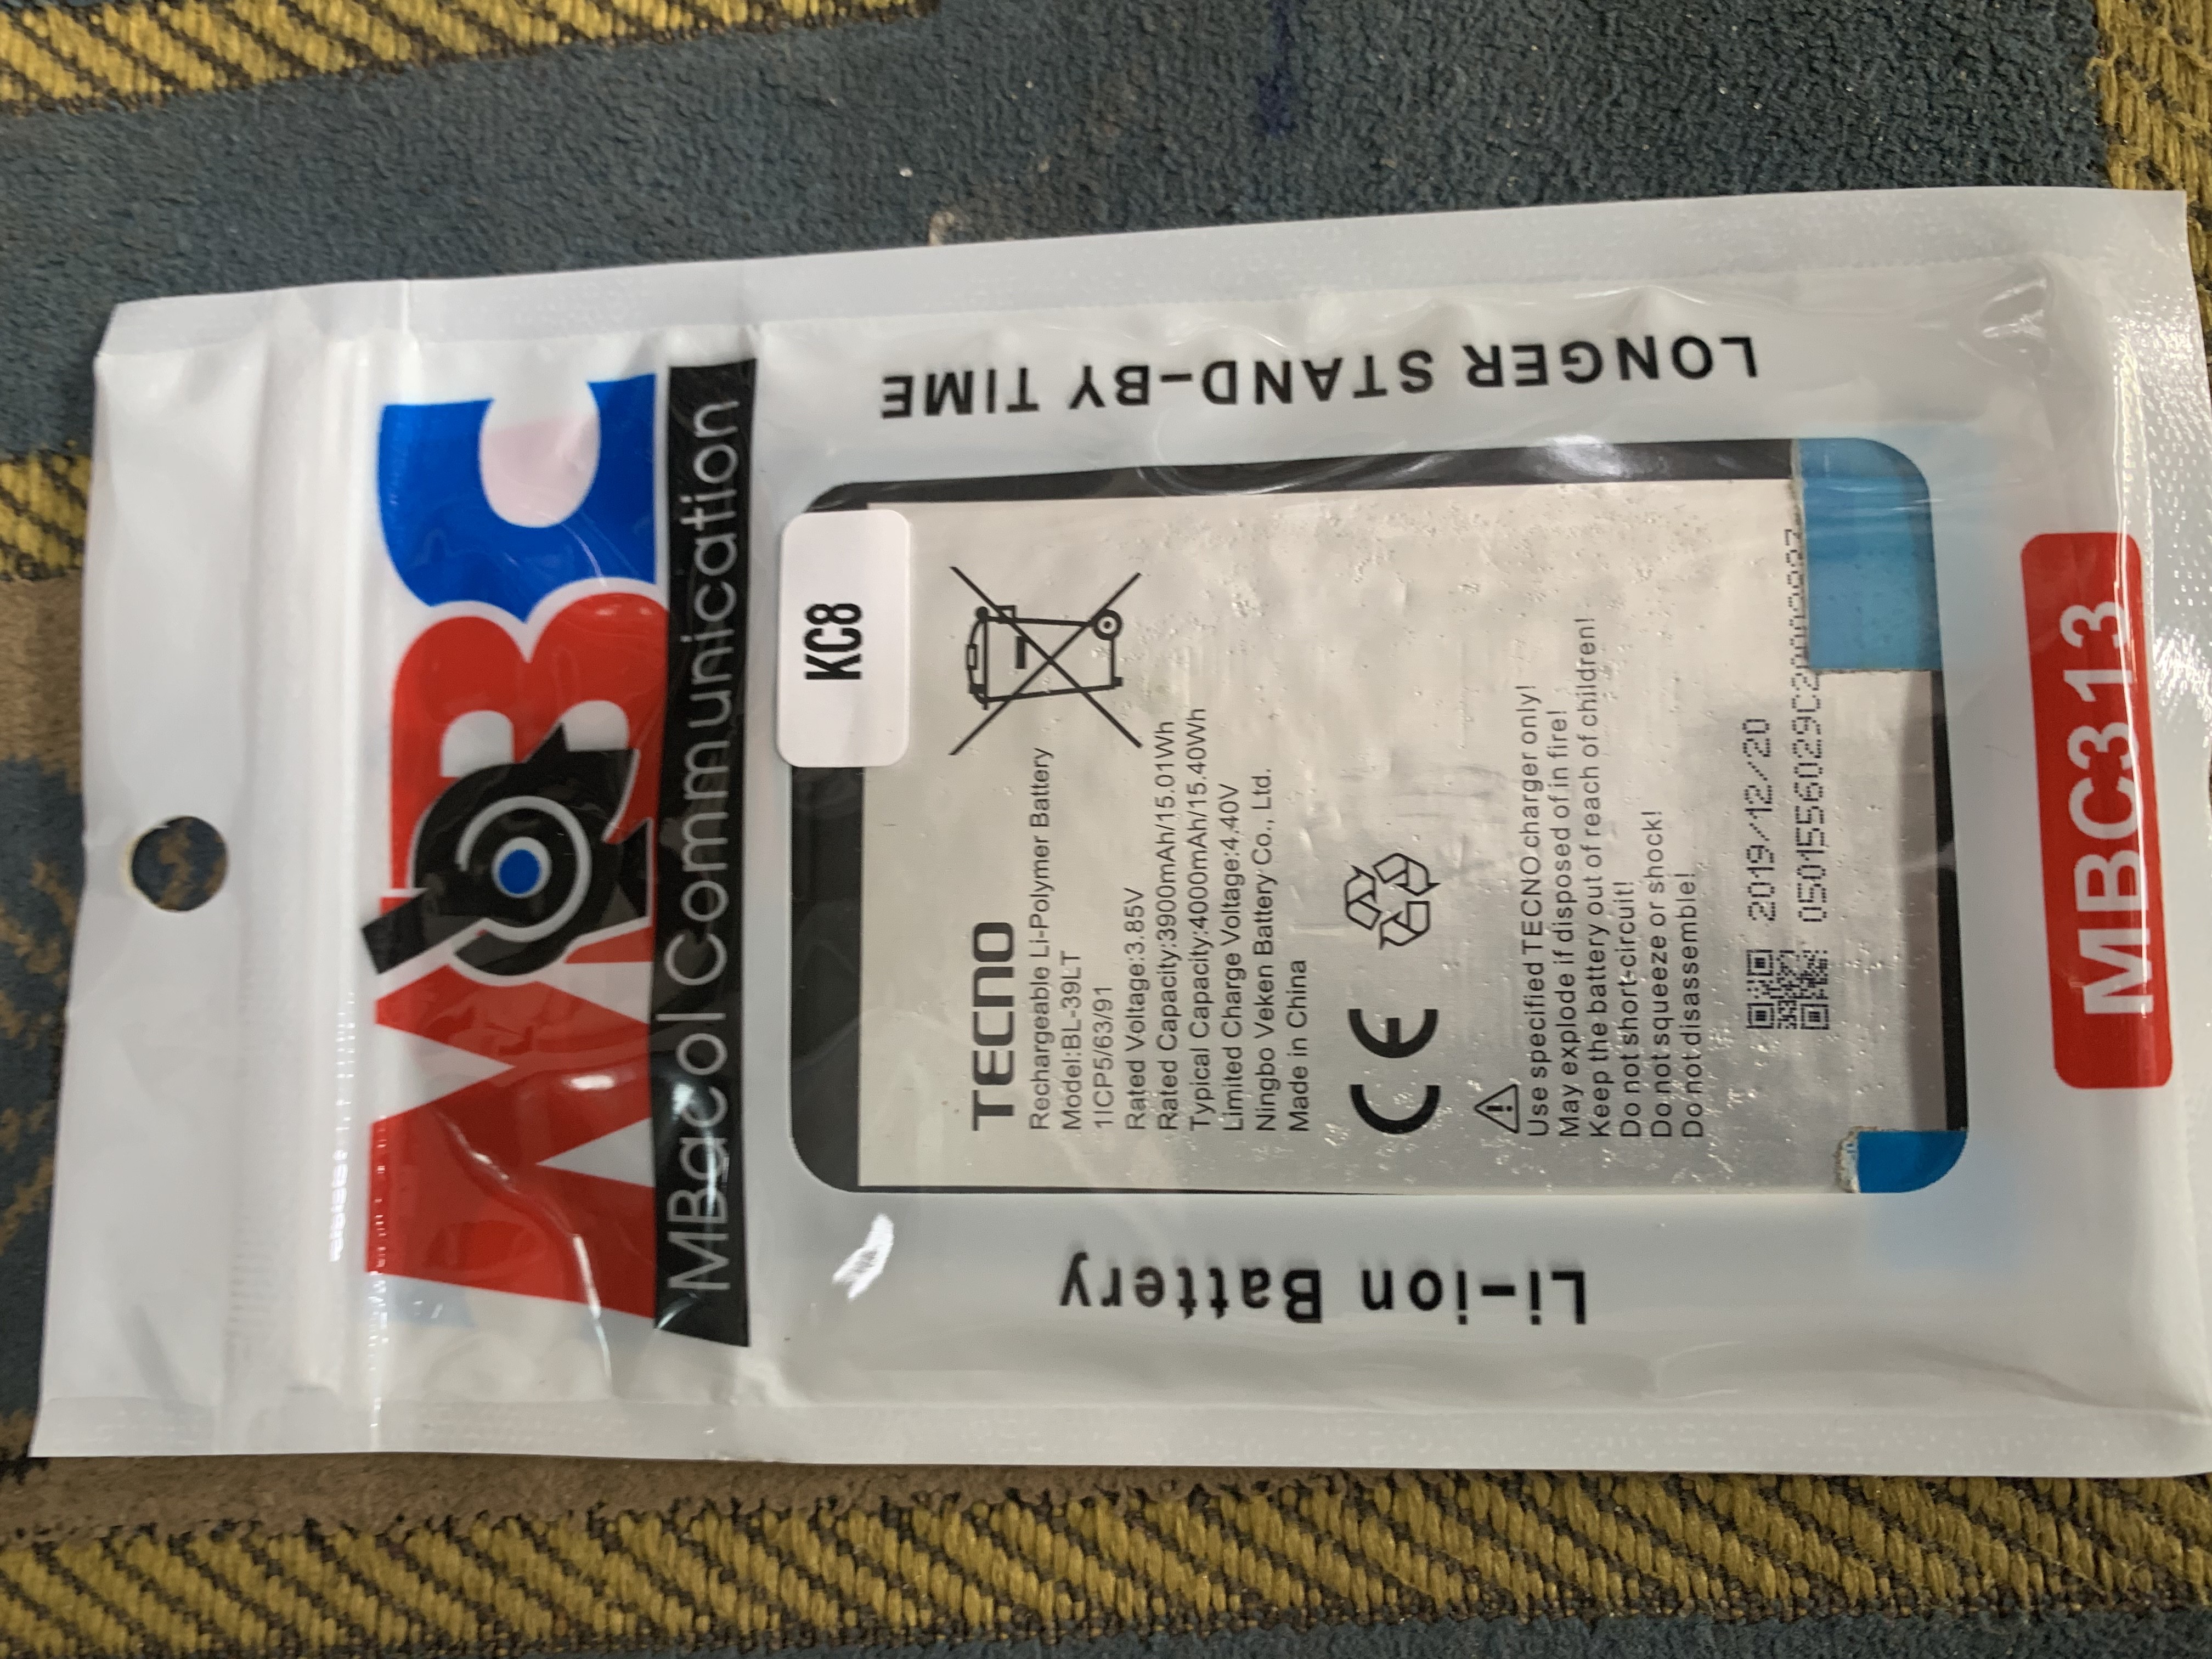 MBC
MBacol Communication
KC8
LONGER STAND-BY TIME
TECNO
Rechargeable Li-Polymer Battery
Model:BL-39LT
1ICP5/63/91
Rated Voltage:3.85V
Rated Capacity:3900mAh/15.01Wh
Typical Capacity:4000mAh/15.40Wh
Limited Charge Voltage:4.40V
Ningbo Veken Battery Co., Ltd.
Made in China
CE
Use specified TECNO charger only!
May explode if disposed of in fire!
Keep the battery out of reach of children!
Do not short-circuit!
Do not squeeze or shock!
Do not disassemble!
2019/12/20
Li-ion Battery
MBC313